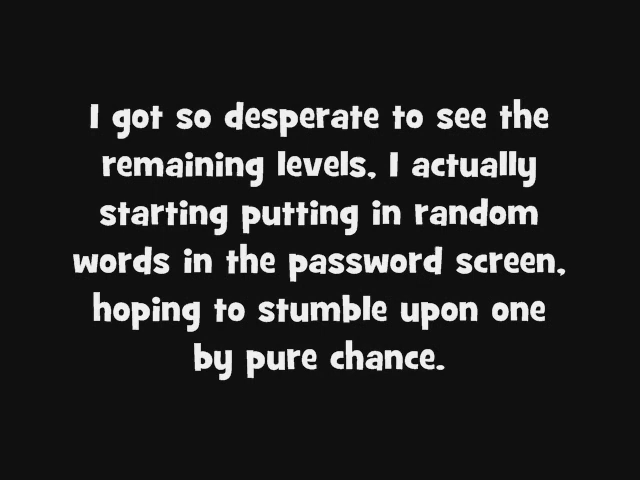 I got so desperate to see the
remaining levels, I actually
starting putting in random
words in the password screen,
hoping to stumble upon one
by pure chance.